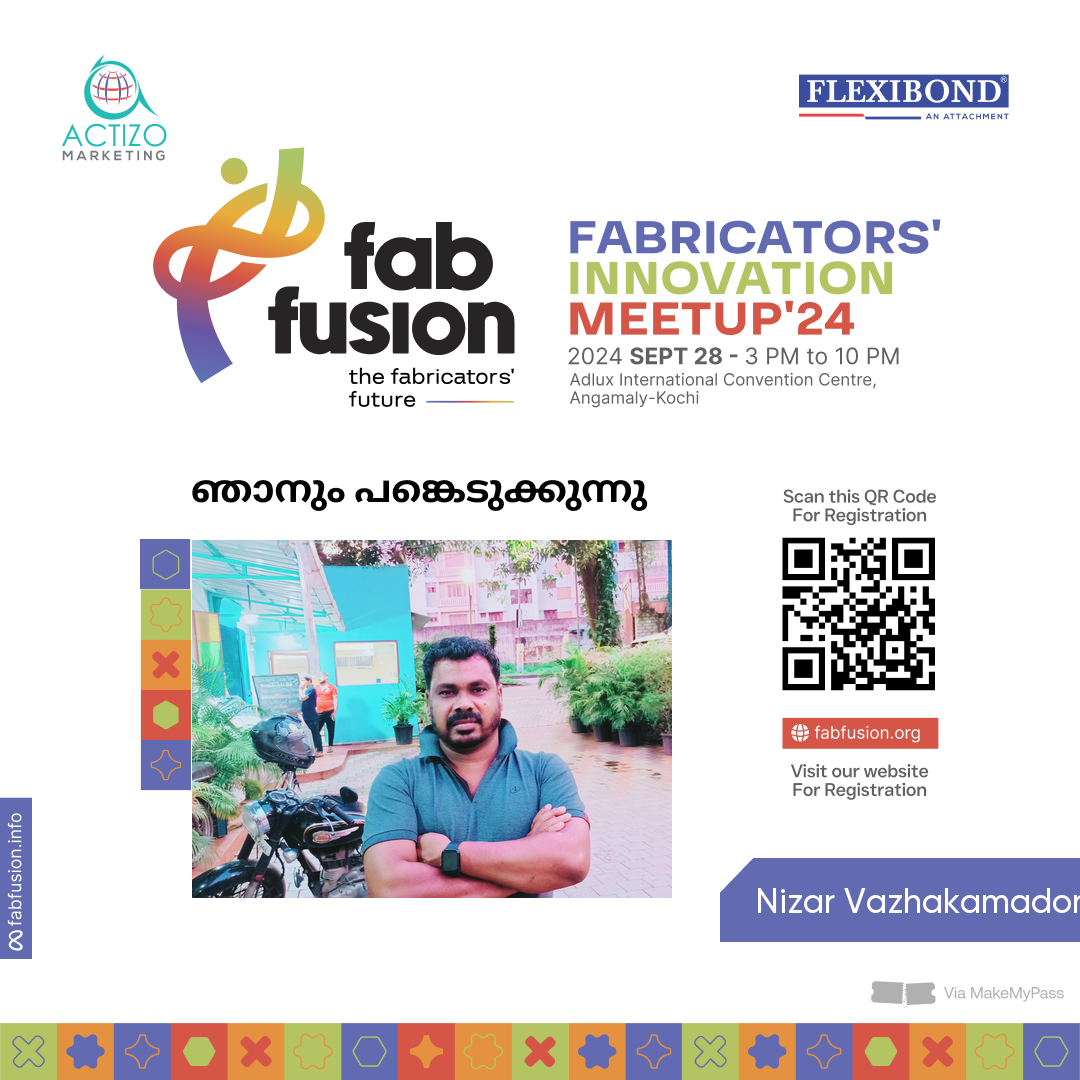 ACTIZO
MARKETING
FLEXIBOND®
AN ATTACHMENT
fab
fusion
the fabricators'
future
FABRICATORS'
INNOVATION
MEETUP'24
2024 SEPT 28 - 3 PM to 10 PM
Adlux International Convention Centre,
Angamaly-Kochi
ഞാനും പങ്കെടുക്കുന്നു
Scan this QR Code
For Registration
fabfusion.org
Visit our website
For Registration
fabfusion.info
Nizar Vazhakamador
Via MakeMyPass